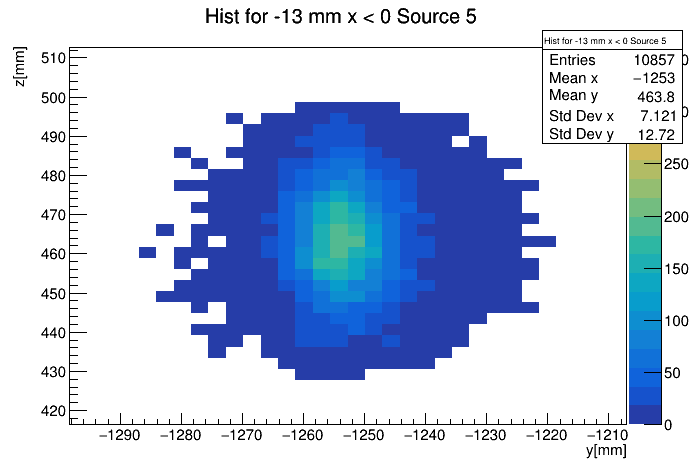 Hist for -13 mm x < 0 Source 5
z[mm]
510
500
490
480
470
460
450
440
430
420
−1290 −1280 −1270 −1260 −1250 −1240 −1230 −1220 −1210
y[mm]
Hist for -13 mm x < 0 Source 5
Entries 10857
Mean x −1253
Mean y 463.8
Std Dev x 7.121
Std Dev y 12.72
250
200
150
100
50
0